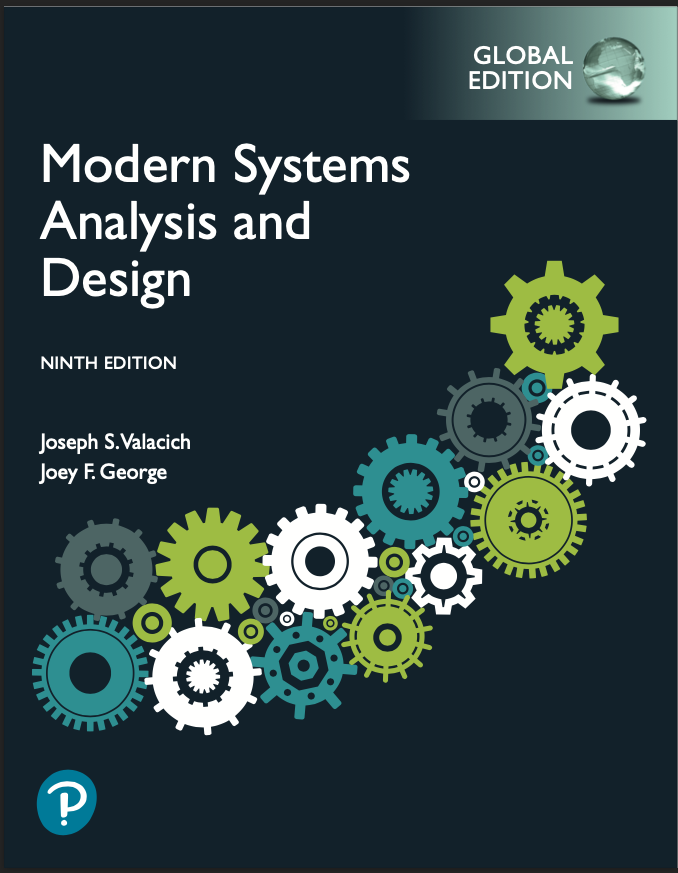 GLOBAL
EDITION
Modern Systems
Analysis and
Design
NINTH EDITION
Joseph S. Valacich
Joey F. George
P